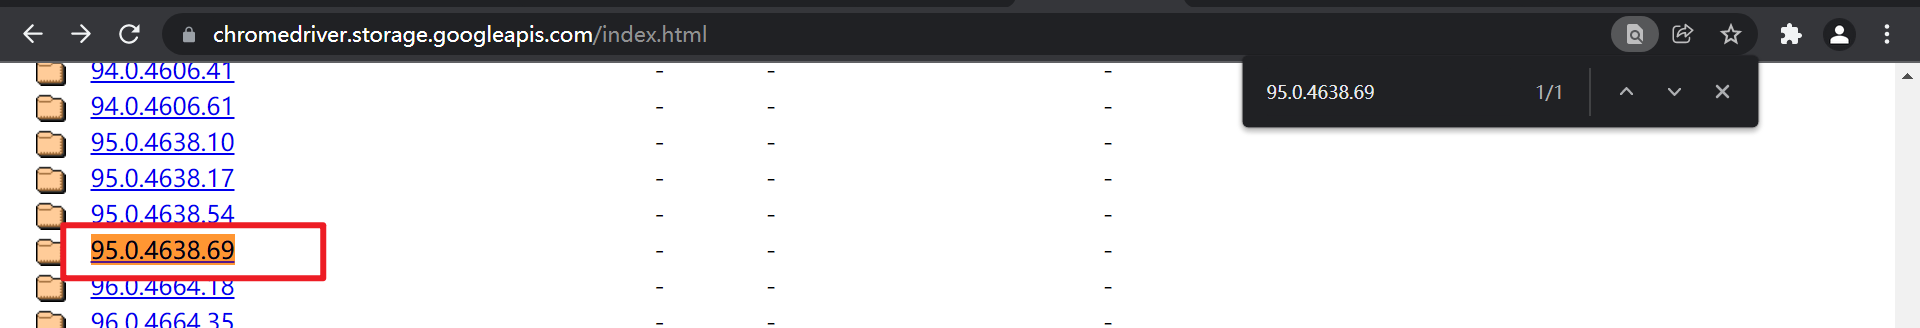 chromedriver.storage.googleapis.com/index.html
95.0.4638.69 1/1
94.0.4606.41 - - -
94.0.4606.61 - - -
95.0.4638.10 - - -
95.0.4638.17 - - -
95.0.4638.54 - - -
95.0.4638.69 - - -
96.0.4664.18 - - -
96.0.4664.35 - - -